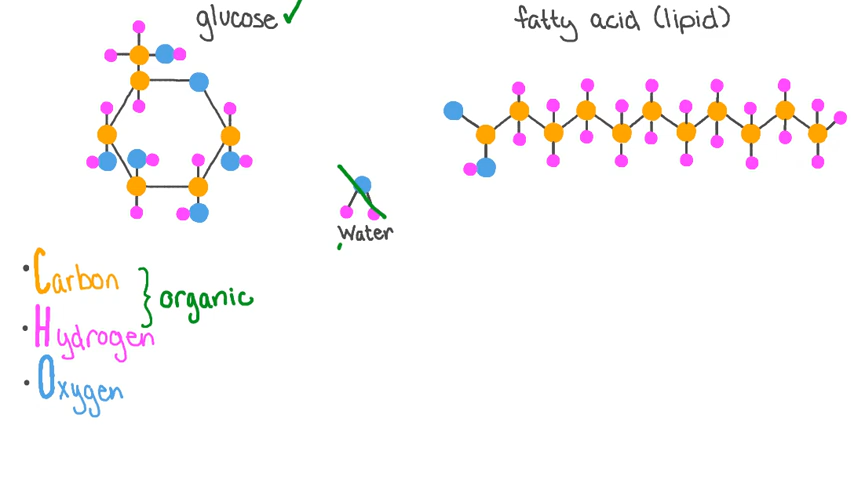 glucose ✓
fatty acid (lipid)
Water
• Carbon
organic
• Hydrogen
• Oxygen